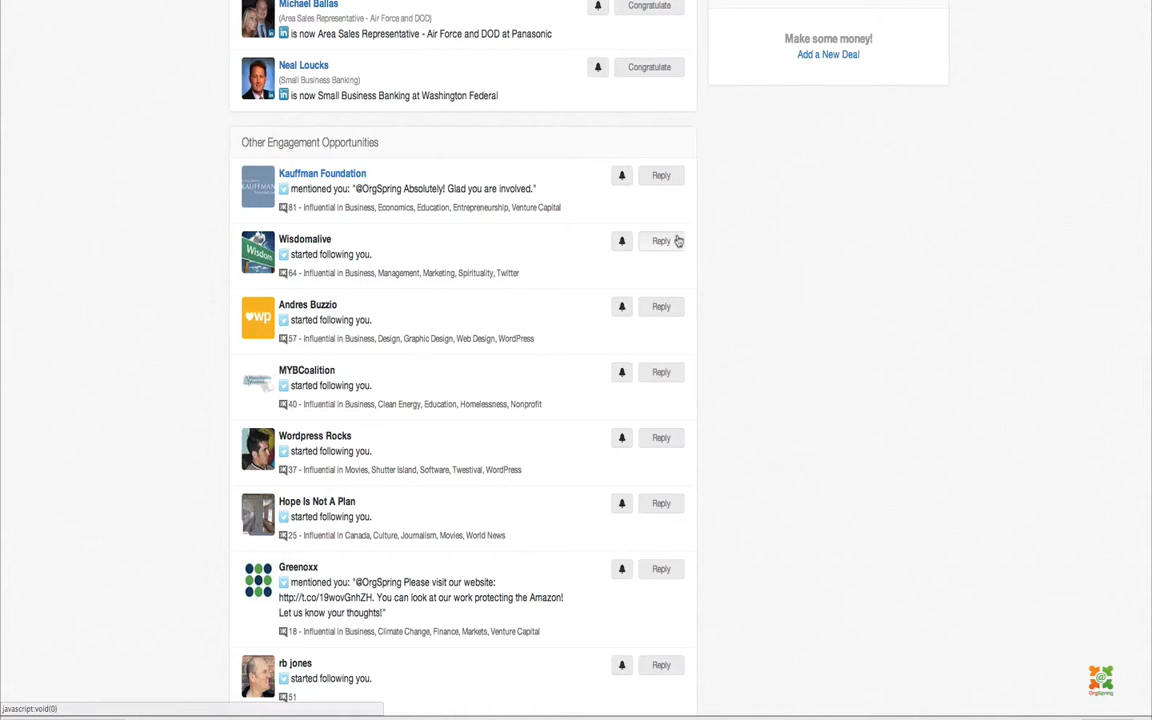 Michael Ballas
(Area Sales Representative - Air Force and DOD)
is now Area Sales Representative - Air Force and DOD at Panasonic
Congratulate
Neal Loucks
(Small Business Banking)
is now Small Business Banking at Washington Federal
Congratulate
Make some money!
Add a New Deal
Other Engagement Opportunities
Kauffman Foundation
mentioned you: "@OrgSpring Absolutely! Glad you are involved."
81 - Influential in Business, Economics, Education, Entrepreneurship, Venture Capital
Reply
Wisdomalive
started following you.
64 - Influential in Business, Management, Marketing, Spirituality, Twitter
Reply
Andres Buzzio
started following you.
57 - Influential in Business, Design, Graphic Design, Web Design, WordPress
Reply
MYBCoalition
started following you.
40 - Influential in Business, Clean Energy, Education, Homelessness, Nonprofit
Reply
Wordpress Rocks
started following you.
37 - Influential in Movies, Shutter Island, Software, Twestival, WordPress
Reply
Hope Is Not A Plan
started following you.
25 - Influential in Canada, Culture, Journalism, Movies, World News
Reply
Greenoxx
mentioned you: "@OrgSpring Please visit our website:
http://t.co/19wovGnhZH. You can look at our work protecting the Amazon!
Let us know your thoughts!"
18 - Influential in Business, Climate Change, Finance, Markets, Venture Capital
Reply
rb jones
started following you.
51
Reply
KAUFFMAN
Wisdom
wp
in
in
javascript:void(0)
@
OrgSpring